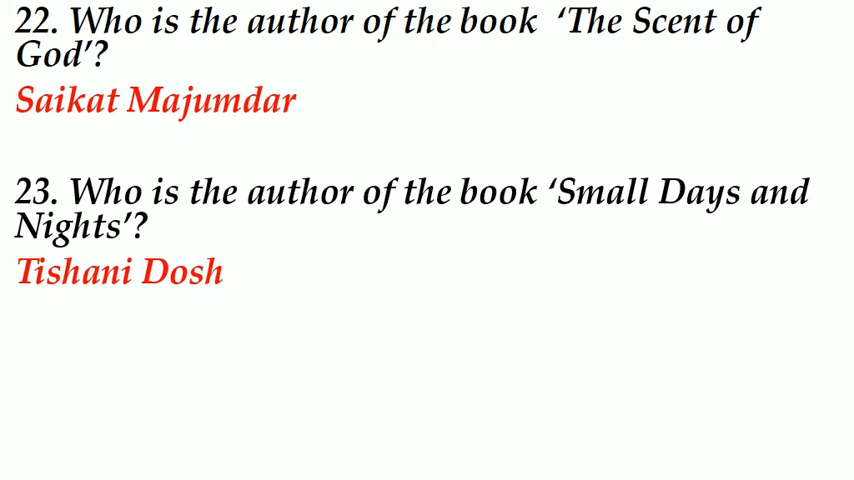 22. Who is the author of the book ‘The Scent of
God’?
Saikat Majumdar
23. Who is the author of the book ‘Small Days and
Nights’?
Tishani Dosh